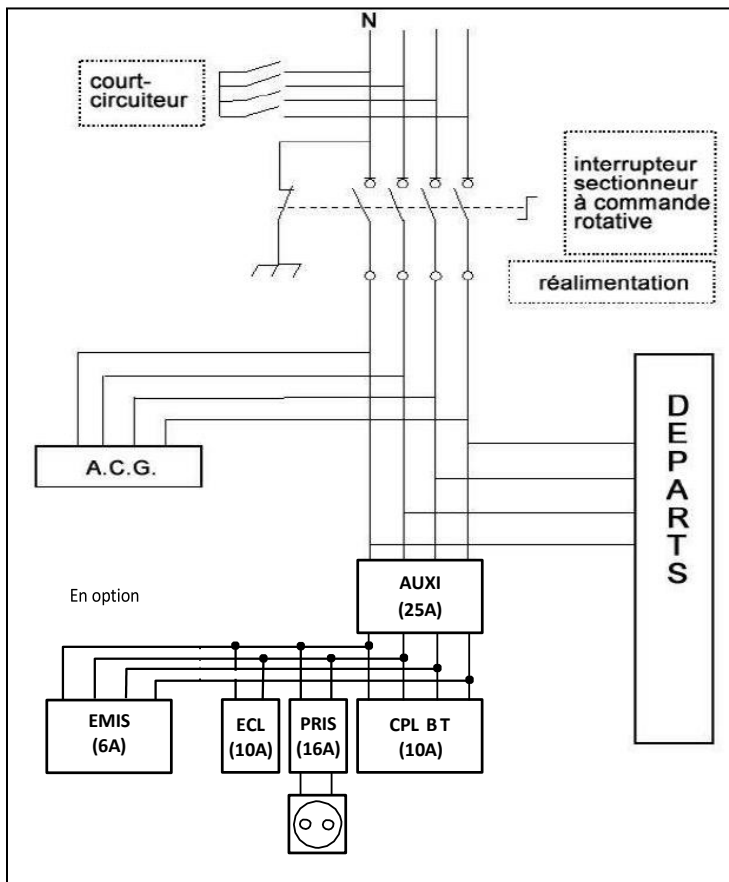 N
court-
circuiteur
interrupteur
sectionneur
à commande
rotative
réalimentation
A.C.G.
DEPARTS
AUXI
(25A)
En option
EMIS
(6A)
ECL
(10A)
PRIS
(16A)
CPL B T
(10A)